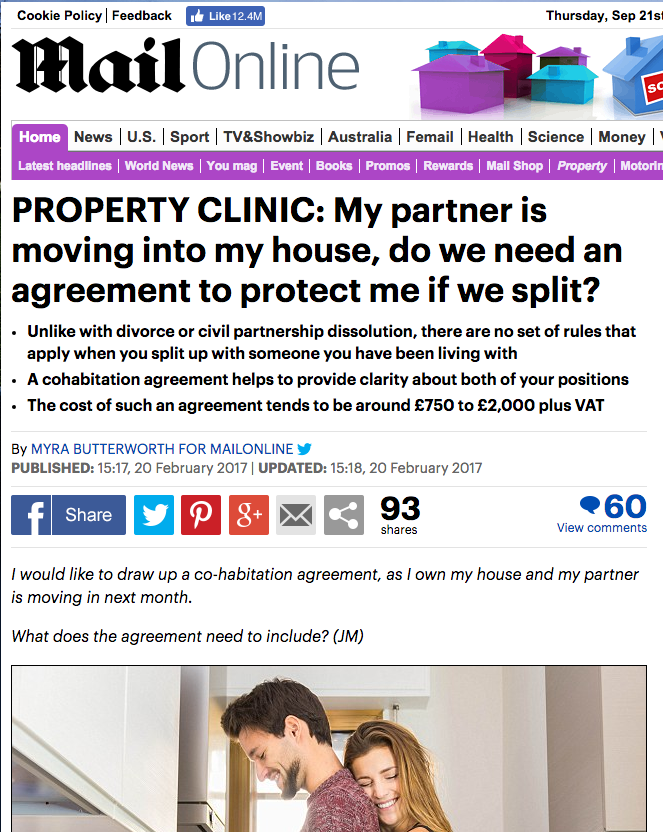 Cookie Policy | Feedback Like 12.4M Thursday, Sep 21st
Mail Online
Home News U.S. Sport TV&Showbiz Australia Femail Health Science Money
Latest headlines World News You mag Event Books Promos Rewards Mail Shop Property
PROPERTY CLINIC: My partner is
moving into my house, do we need an
agreement to protect me if we split?
• Unlike with divorce or civil partnership dissolution, there are no set of rules that
apply when you split up with someone you have been living with
• A cohabitation agreement helps to provide clarity about both of your positions
• The cost of such an agreement tends to be around £750 to £2,000 plus VAT
By MYRA BUTTERWORTH FOR MAILONLINE
PUBLISHED: 15:17, 20 February 2017 | UPDATED: 15:18, 20 February 2017
f Share g+ 93 60
shares View comments
I would like to draw up a co-habitation agreement, as I own my house and my partner
is moving in next month.
What does the agreement need to include? (JM)